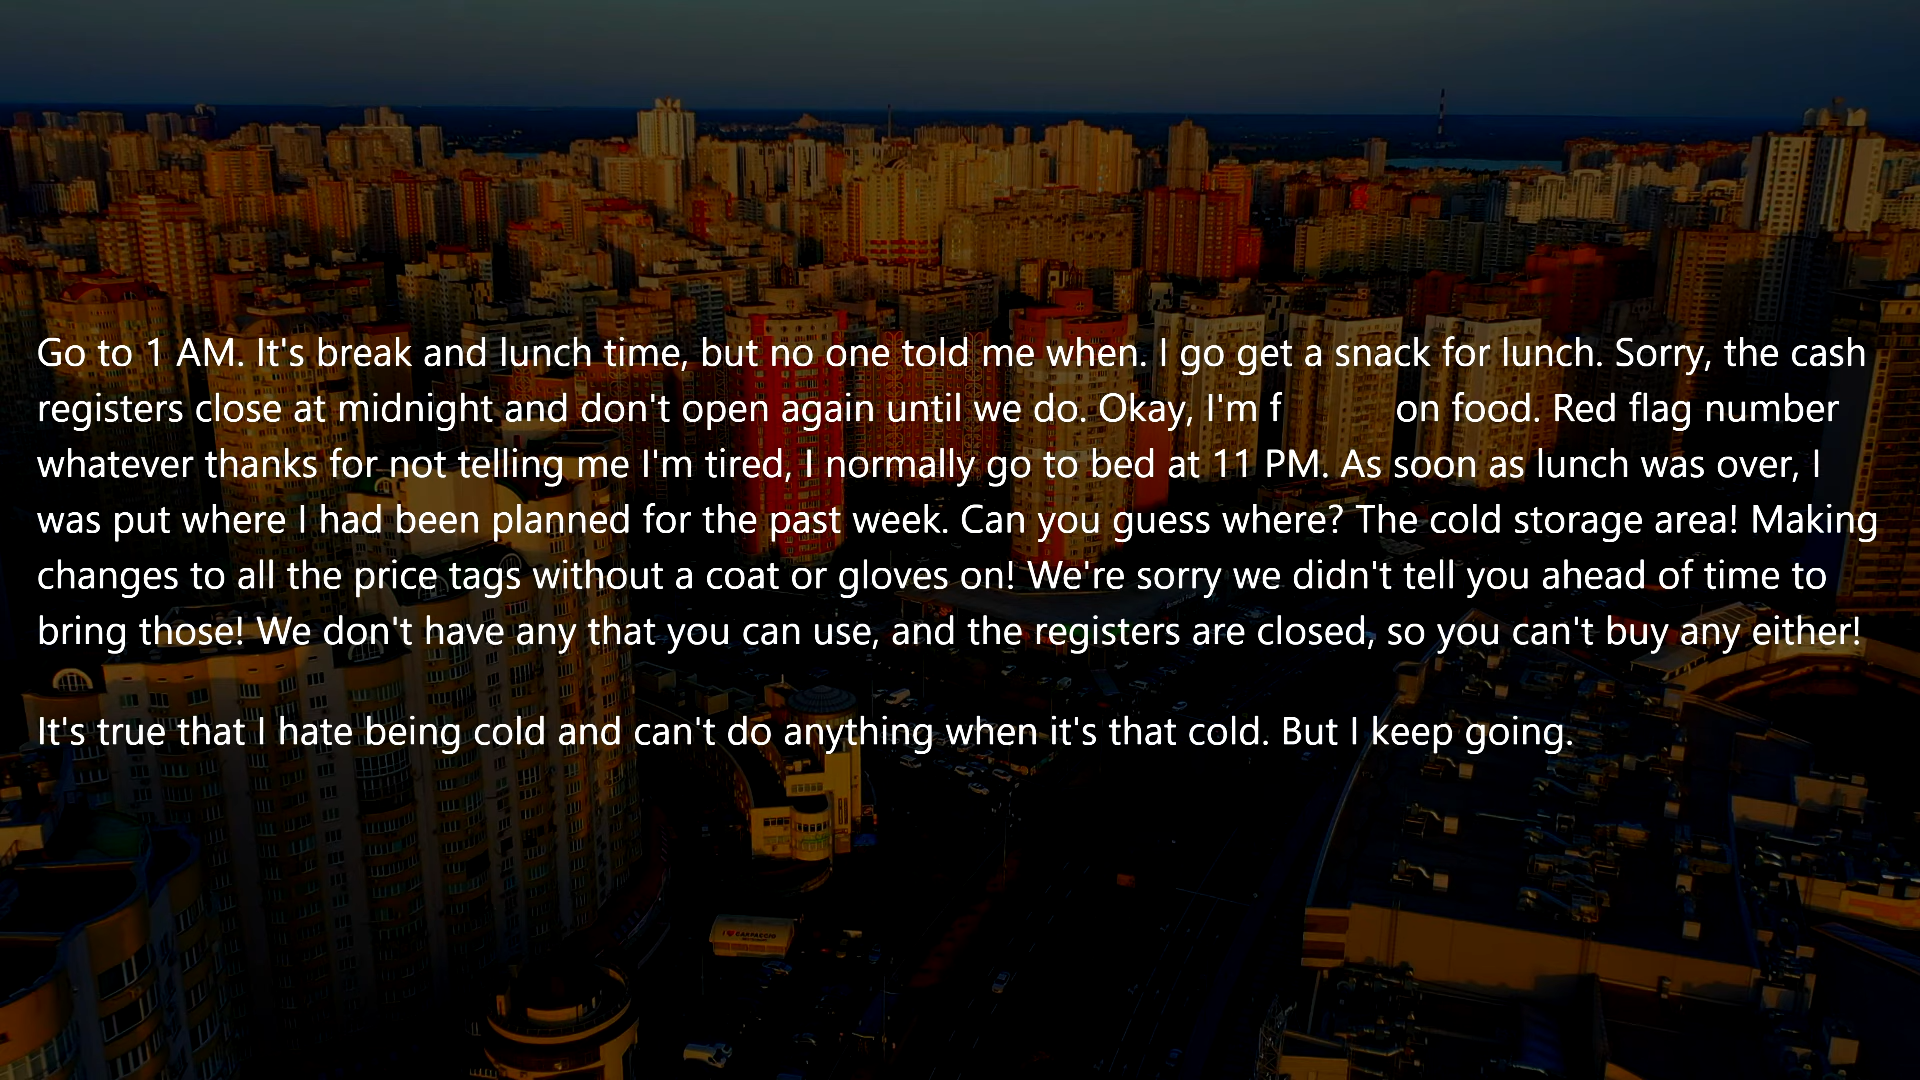 Go to 1 AM. It's break and lunch time, but no one told me when. I go get a snack for lunch. Sorry, the cash
registers close at midnight and don't open again until we do. Okay, I'm f on food. Red flag number
whatever thanks for not telling me I'm tired, I normally go to bed at 11 PM. As soon as lunch was over, I
was put where I had been planned for the past week. Can you guess where? The cold storage area! Making
changes to all the price tags without a coat or gloves on! We're sorry we didn't tell you ahead of time to
bring those! We don't have any that you can use, and the registers are closed, so you can't buy any either!
It's true that I hate being cold and can't do anything when it's that cold. But I keep going.